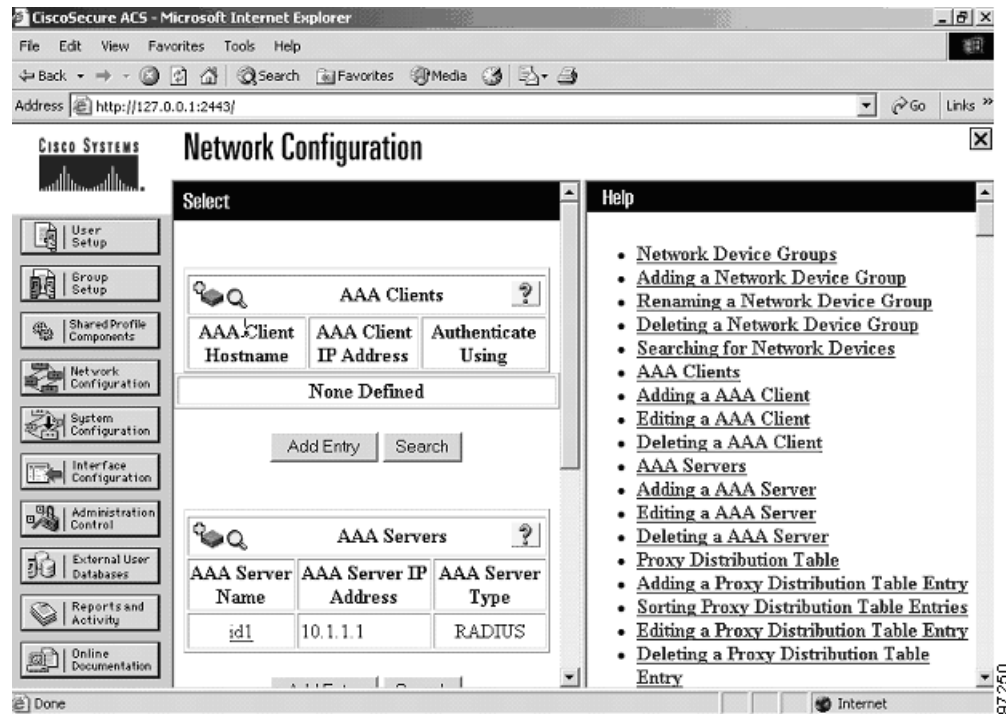 CiscoSecure ACS - Microsoft Internet Explorer
File Edit View Favorites Tools Help
Back Search Favorites Media
Address http://127.0.0.1:2443/ Go Links »
CISCO SYSTEMS
Network Configuration
User
Setup
Group
Setup
Shared Profile
Components
Network
Configuration
System
Configuration
Interface
Configuration
Administration
Control
External User
Databases
Reports and
Activity
Online
Documentation
Select
AAA Clients ?
AAA Client
Hostname
AAA Client
IP Address
Authenticate
Using
None Defined
Add Entry Search
AAA Servers ?
AAA Server
Name
AAA Server IP
Address
AAA Server
Type
id1 10.1.1.1 RADIUS
Help
Network Device Groups
Adding a Network Device Group
Renaming a Network Device Group
Deleting a Network Device Group
Searching for Network Devices
AAA Clients
Adding a AAA Client
Editing a AAA Client
Deleting a AAA Client
AAA Servers
Adding a AAA Server
Editing a AAA Server
Deleting a AAA Server
Proxy Distribution Table
Adding a Proxy Distribution Table Entry
Sorting Proxy Distribution Table Entries
Editing a Proxy Distribution Table Entry
Deleting a Proxy Distribution Table
Entry
Done Internet
97250